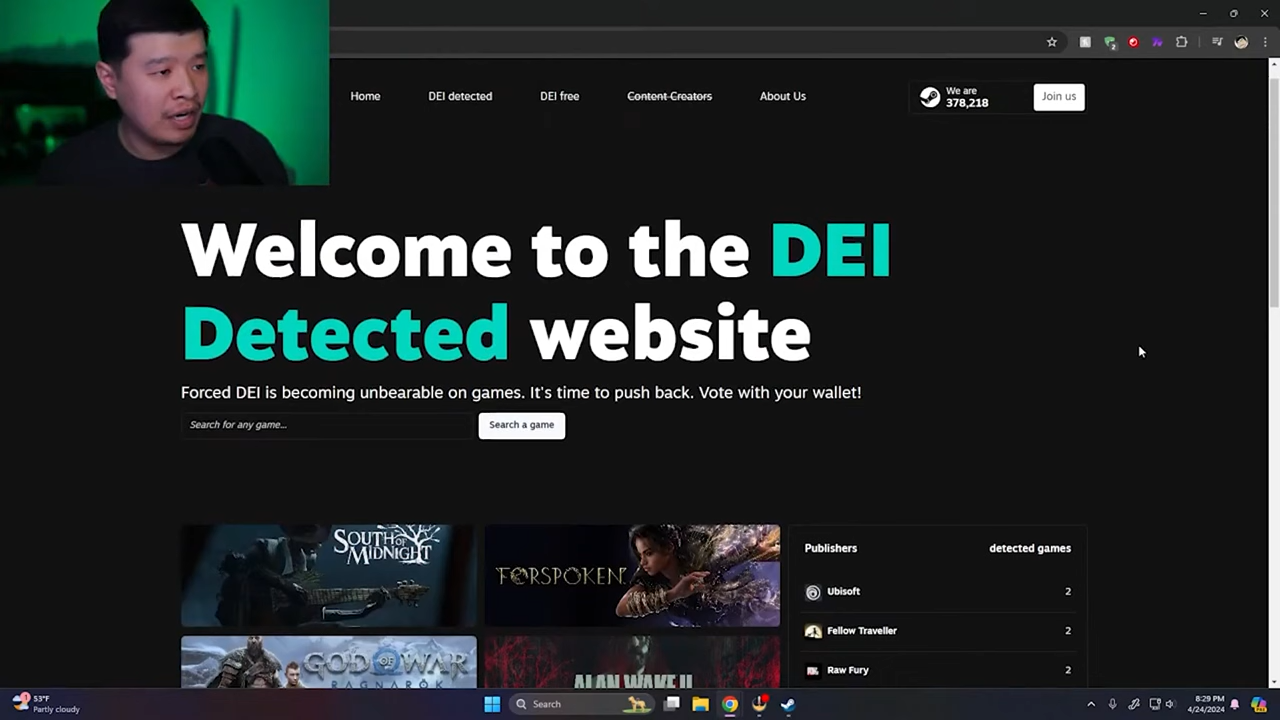 Home
DEI detected
DEI free
Content Creators
About Us
We are
378,218
Join us
Welcome to the DEI
Detected website
Forced DEI is becoming unbearable on games. It's time to push back. Vote with your wallet!
Search for any game...
Search a game
SOUTH OF
MIDNIGHT
FORSPOKEN
Publishers
detected games
Ubisoft
2
Fellow Traveller
2
GOD OF WAR
RAGNARÖK
ALAN WAKE II
Raw Fury
2
53°F
Partly cloudy
Search
8:29 PM
4/24/2024